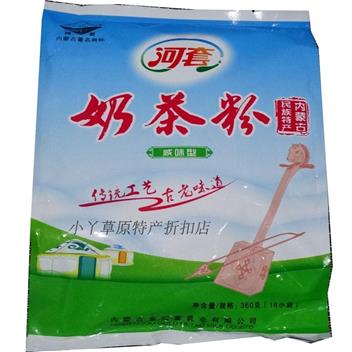 内蒙古著名商标
河套
奶茶粉
内蒙古
民族特产
咸味型
传统工艺
古老味道
小丫草原特产折扣店
净含量/规格：360克（18小袋）